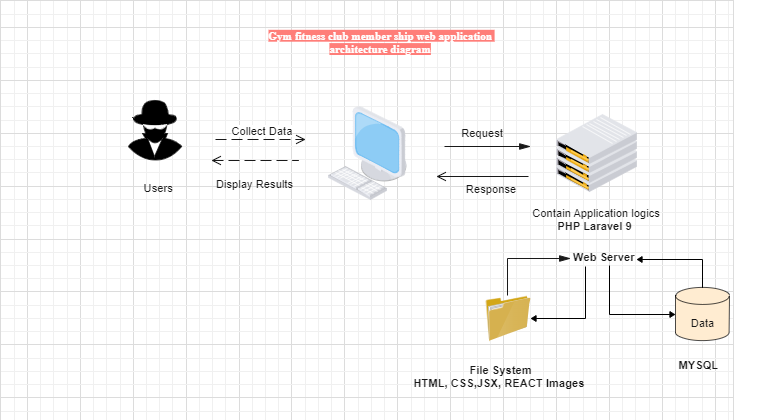 Gym fitness club member ship web application
architecture diagram
Collect Data
Request
Users
Display Results
Response
Contain Application logics
PHP Laravel 9
Web Server
Data
File System
HTML, CSS,JSX, REACT Images
MYSQL